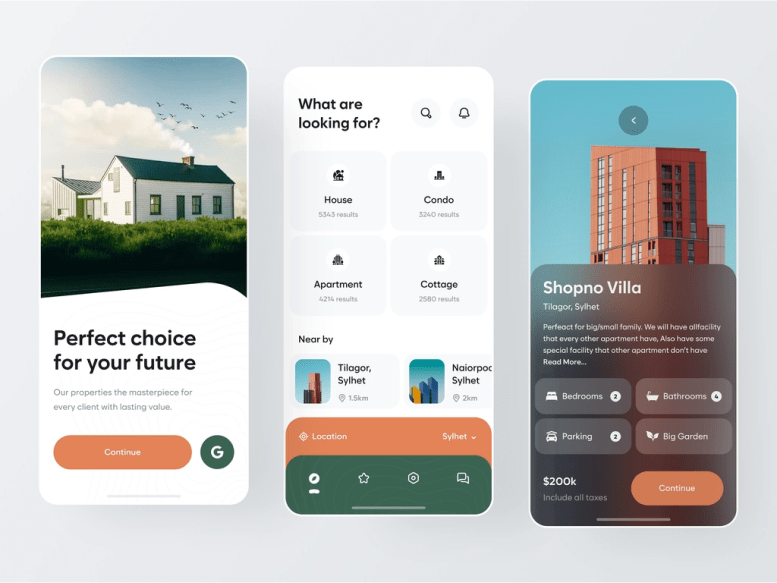 Perfect choice
for your future
Our properties the masterpiece for
every client with lasting value.
Continue
G
What are
looking for?
House
5343 results
Condo
3240 results
Apartment
4214 results
Cottage
2580 results
Near by
Tilagor,
Sylhet
1.5km
Naiorpoo
Sylhet
2km
Location
Sylhet
Shopno Villa
Tilagor, Sylhet
Perfeact for big/small family. We will have allfacility
that every other apartment have, Also have some
special facility that other apartment don't have
Read More...
Bedrooms 2
Bathrooms 4
Parking 2
Big Garden
$200k
Include all taxes
Continue